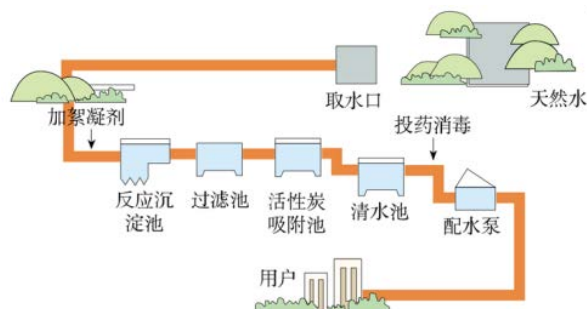 取水口
天然水
加絮凝剂
投药消毒
反应沉
淀池
过滤池
活性炭
吸附池
清水池
配水泵
用户